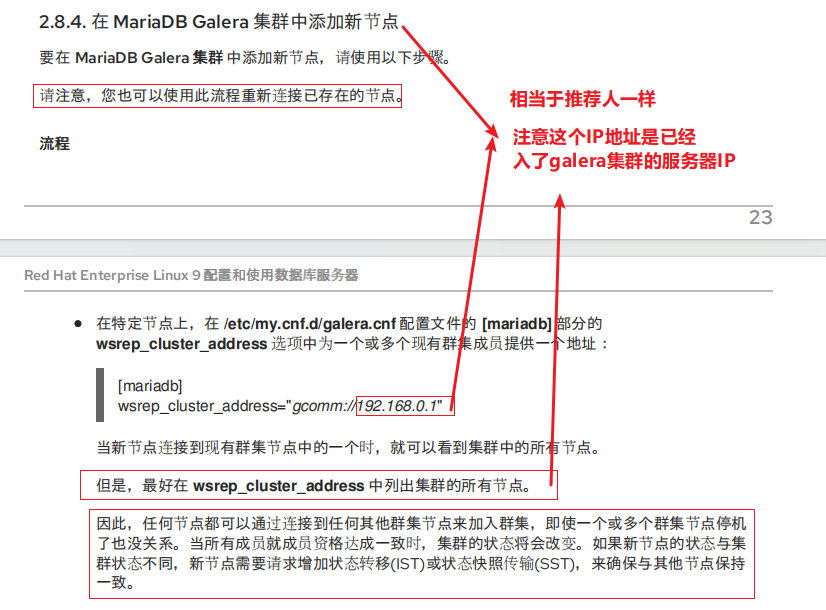 2.8.4. 在 MariaDB Galera 集群中添加新节点
要在 MariaDB Galera 集群 中添加新节点，请使用以下步骤。
请注意，您也可以使用此流程重新连接已存在的节点。
相当于推荐人一样
注意这个IP地址是已经
入了galera集群的服务器IP
流程
23
Red Hat Enterprise Linux 9 配置和使用数据库服务器
● 在特定节点上，在 /etc/my.cnf.d/galera.cnf 配置文件的 [mariadb] 部分的
wsrep_cluster_address 选项中为一个或多个现有群集成员提供一个地址：
[mariadb]
wsrep_cluster_address="gcomm://192.168.0.1"
当新节点连接到现有群集节点中的一个时，就可以看到集群中的所有节点。
但是，最好在 wsrep_cluster_address 中列出集群的所有节点。
因此，任何节点都可以通过连接到任何其他群集节点来加入群集，即使一个或多个群集节点停机
了也没关系。当所有成员就成员资格达成一致时，集群的状态将会改变。如果新节点的状态与集
群状态不同，新节点需要请求增加状态转移(IST)或状态快照传输(SST)，来确保与其他节点保持
一致。